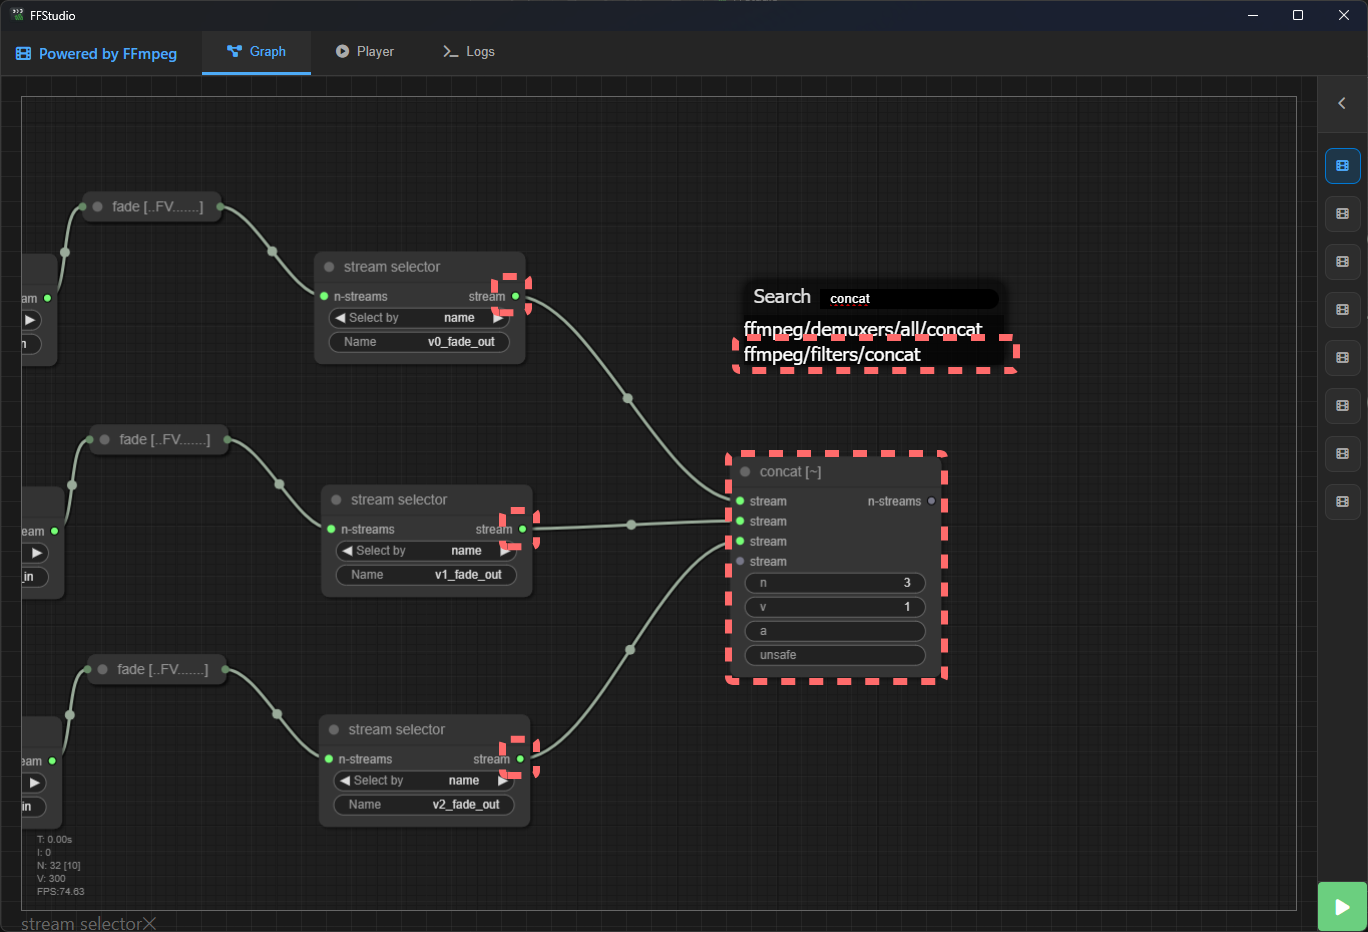 FFStudio
Powered by FFmpeg
Graph
Player
Logs
fade [..FV.......]
stream selector
n-streams stream
Select by name
Name v0_fade_out
am
n
Search concat
ffmpeg/demuxers/all/concat
ffmpeg/filters/concat
fade [..FV.......]
stream selector
n-streams stream
Select by name
Name v1_fade_out
eam
_in
concat [~]
stream n-streams
stream
stream
stream
n 3
v 1
a
unsafe
fade [..FV.......]
stream selector
n-streams stream
Select by name
Name v2_fade_out
eam
in
T: 0.00s
I: 0
N: 32 [10]
V: 300
FPS:74.63
stream selector